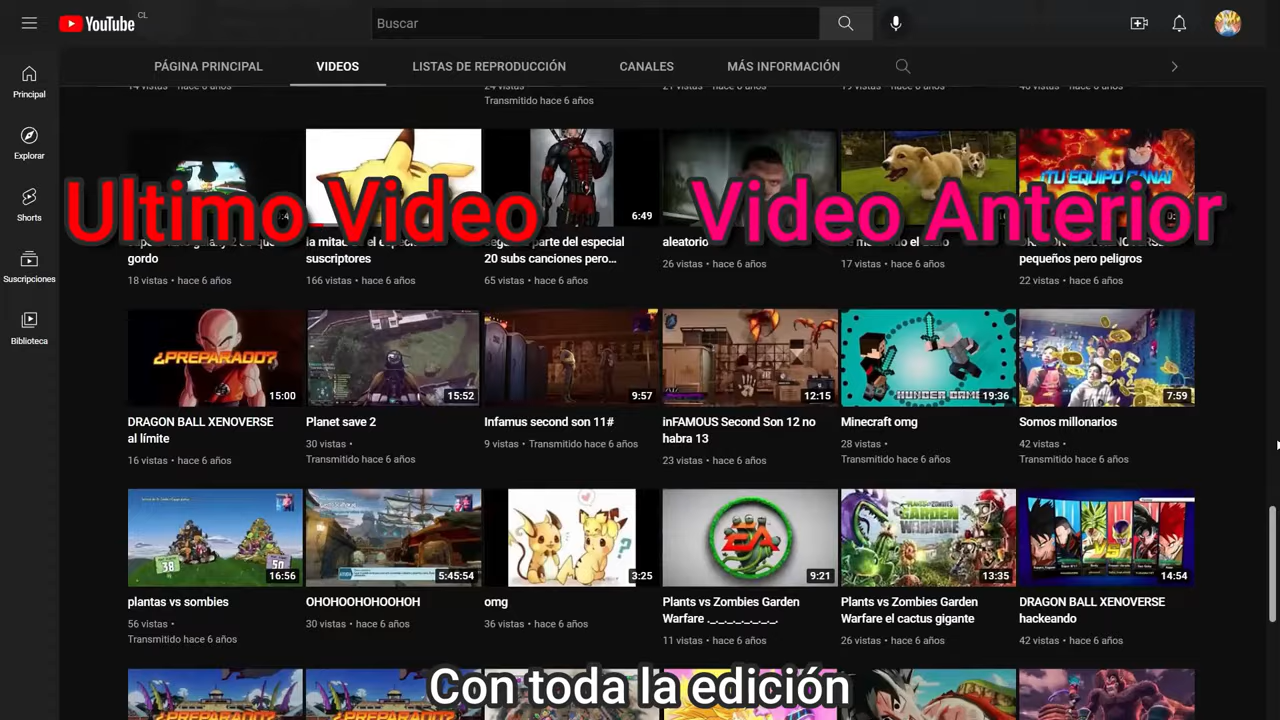 YouTube CL
Buscar
PÁGINA PRINCIPAL
VIDEOS
LISTAS DE REPRODUCCIÓN
CANALES
MÁS INFORMACIÓN
Principal
Explorar
Shorts
Suscripciones
Biblioteca
Transmitido hace 6 años
Ultimo Video
Video Anterior
6:49
¡TU EQUIPO GANA!
gordo
18 vistas • hace 6 años
suscriptores
166 vistas • hace 6 años
parte del especial
20 subs canciones pero...
65 vistas • hace 6 años
aleatorio
26 vistas • hace 6 años
17 vistas • hace 6 años
pequeños pero peligros
22 vistas • hace 6 años
¿PREPARADO?
15:00
DRAGON BALL XENOVERSE
al límite
16 vistas • hace 6 años
15:52
Planet save 2
30 vistas •
Transmitido hace 6 años
9:57
Infamus second son 11#
9 vistas • Transmitido hace 6 años
12:15
inFAMOUS Second Son 12 no
habra 13
23 vistas • hace 6 años
HUNGER GAME
19:36
Minecraft omg
28 vistas •
Transmitido hace 6 años
7:59
Somos millonarios
42 vistas •
Transmitido hace 6 años
38
50
16:56
plantas vs sombies
56 vistas •
Transmitido hace 6 años
5:45:54
OHOHOOHOHOOHOH
30 vistas • hace 6 años
?
3:25
omg
36 vistas • hace 6 años
EA
9:21
Plants vs Zombies Garden
Warfare ._._._._._._._.
11 vistas • hace 6 años
PLANTS VS ZOMBIES
GARDEN
WARFARE
13:35
Plants vs Zombies Garden
Warfare el cactus gigante
26 vistas • hace 6 años
VS
14:54
DRAGON BALL XENOVERSE
hackeando
42 vistas • hace 6 años
Con toda la edición